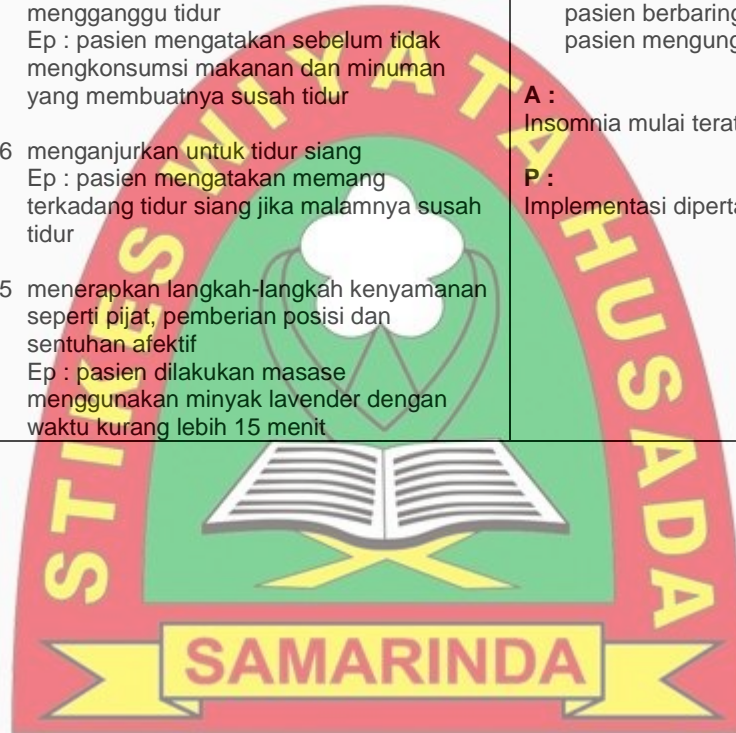 mengganggu tidur
Ep : pasien mengatakan sebelum tidak
mengkonsumsi makanan dan minuman
yang membuatnya susah tidur
6 menganjurkan untuk tidur siang
Ep : pasien mengatakan memang
terkadang tidur siang jika malamnya susah
tidur
5 menerapkan langkah-langkah kenyamanan
seperti pijat, pemberian posisi dan
sentuhan afektif
Ep : pasien dilakukan masase
menggunakan minyak lavender dengan
waktu kurang lebih 15 menit
pasien berbaring
pasien
A :
Insomnia mulai
P :
Implementasi
STIKES WIYATA HUSADA
SAMARINDA